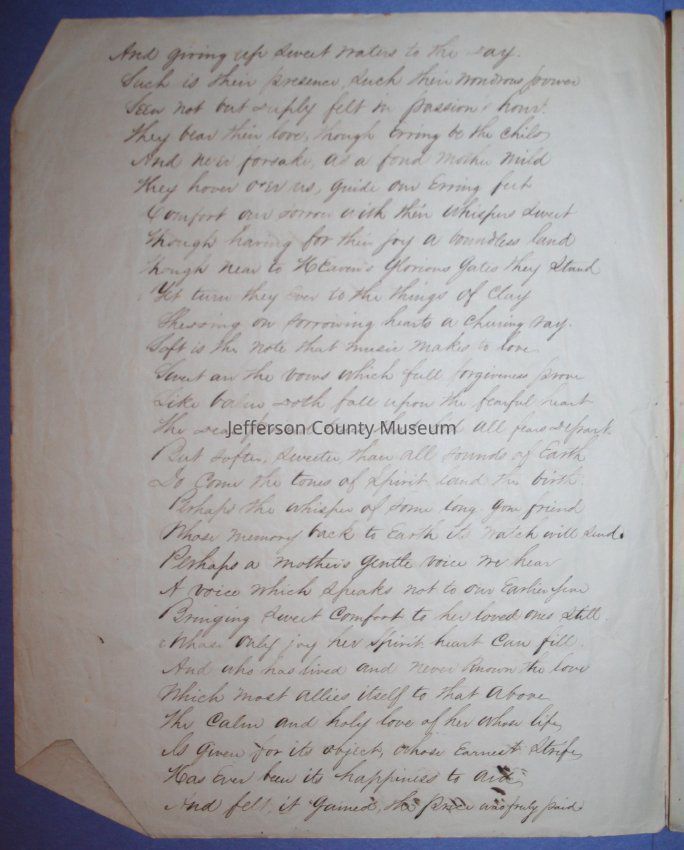 And giving up sweet waters to the day.
Such is their presence, such their wondrous power
Seen not but deeply felt in passion's hour.
They bear their love, though Erring be the child
And never forsake, as a fond mother mild
They hover over us, guide our Erring feet
Comfort our sorrow with their whispers sweet
Though having for their joy a boundless land
Though near to Heaven's Glorious Gates they Stand
Yet turn they Ever to the things of Clay
on sorrowing hearts a cheering ray.
Soft is the note that music makes to love
Sweet are the vows which full forgiveness prove
Like balm doth fall upon the fearful heart
The all fears depart
Jefferson County Museum
But softer, sweeter than all sounds of Earth
Do Come the tones of Spirit land the birth
Perhaps the whisper of some long gone friend
Whose memory back to Earth its watch will send.
Perhaps a mother's gentle voice we hear
A voice which speaks not to our Earlier
Bringing sweet Comfort to her loved ones still.
Whose only joy her spirit heart Can fill.
And who has lived and never known the love
Which most allies itself to that above
The Calm and holy love of her whose life
Is given for its object, whose Earnest Strife
Has Ever been its happiness to aid
And felt it Gained, the price was truly paid